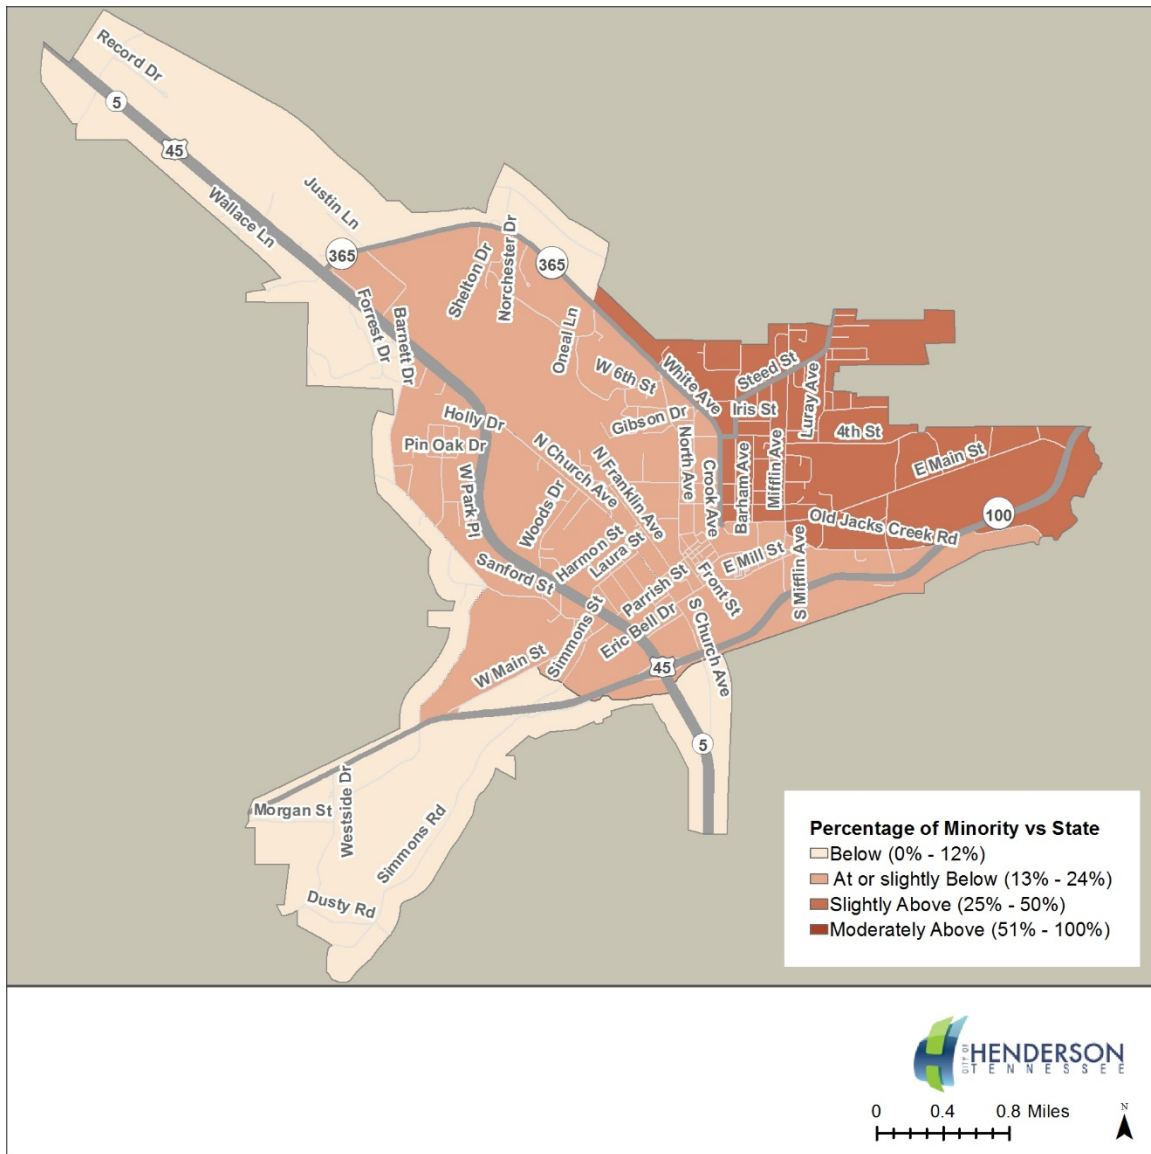 Record Dr
5
45
Wallace Ln
Justin Ln
365
Shelton Dr
Norchester Dr
365
Forrest Dr
Barnett Dr
Oneal Ln
W 6th St
White Ave
Steed St
Iris St
Luray Ave
Holly Dr
Gibson Dr
4th St
Pin Oak Dr
N Church Ave
N Franklin Ave
North Ave
Crook Ave
Barham Ave
Mifflin Ave
E Main St
W Park Pl
Woods Dr
100
Old Jacks Creek Rd
Harmon St
Laura St
E Mill St
Sanford St
Parrish St
Front St
S Mifflin Ave
Simmons St
Eric Bell Dr
S Church Ave
W Main St
45
5
Morgan St
Westside Dr
Simmons Rd
Dusty Rd
Percentage of Minority vs State
Below (0% - 12%)
At or slightly Below (13% - 24%)
Slightly Above (25% - 50%)
Moderately Above (51% - 100%)
CITY OF
HENDERSON
TENNESSEE
0 0.4 0.8 Miles
N